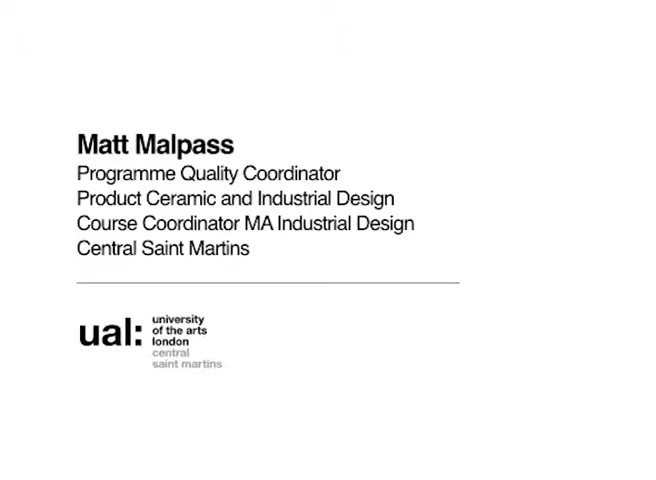 Matt Malpass
Programme Quality Coordinator
Product Ceramic and Industrial Design
Course Coordinator MA Industrial Design
Central Saint Martins
ual:
university
of the arts
london
central
saint martins